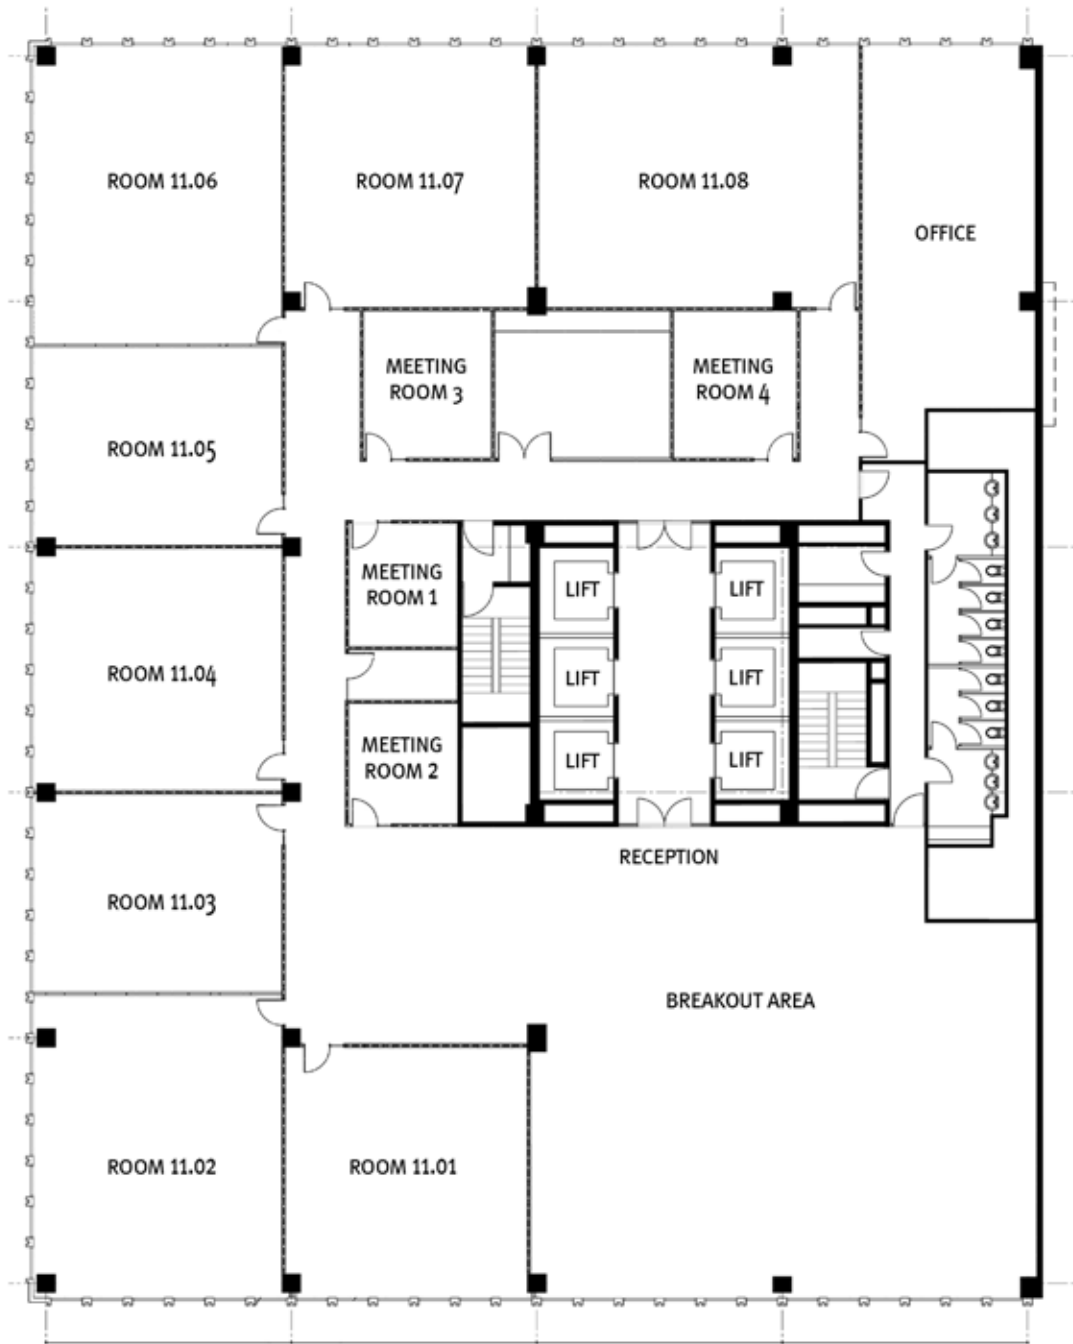 ROOM 11.06
ROOM 11.07
ROOM 11.08
OFFICE
MEETING
ROOM 3
MEETING
ROOM 4
ROOM 11.05
MEETING
ROOM 1
LIFT
LIFT
ROOM 11.04
LIFT
LIFT
MEETING
ROOM 2
LIFT
LIFT
RECEPTION
ROOM 11.03
BREAKOUT AREA
ROOM 11.02
ROOM 11.01